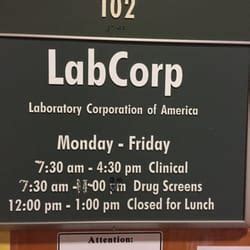 102
LabCorp
Laboratory Corporation of America
Monday - Friday
7:30 am - 4:30 pm Clinical
7:30 am - :00 pm Drug Screens
12:00 pm - 1:00 pm Closed for Lunch
Attention: